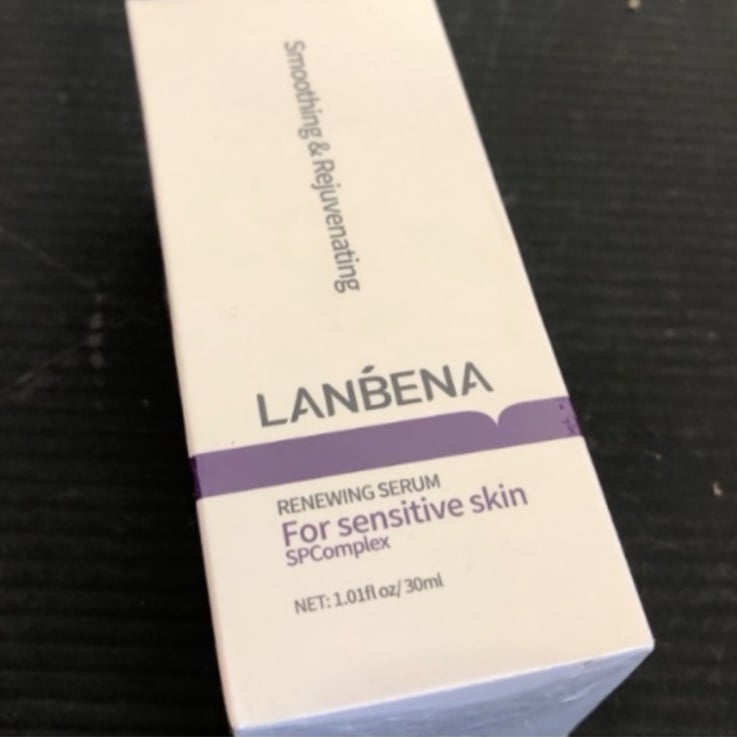 Smoothing & Rejuvenating
LANBENA
RENEWING SERUM
For sensitive skin
SPComplex
NET: 1.01fl oz/ 30ml